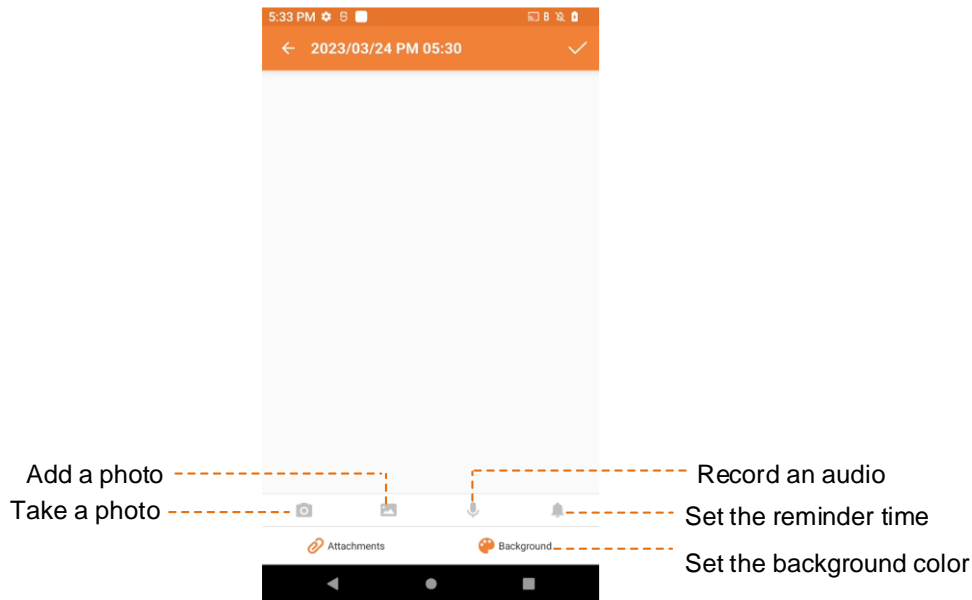 5:33 PM
2023/03/24 PM 05:30
Add a photo
Record an audio
Take a photo
Set the reminder time
Attachments
Background
Set the background color